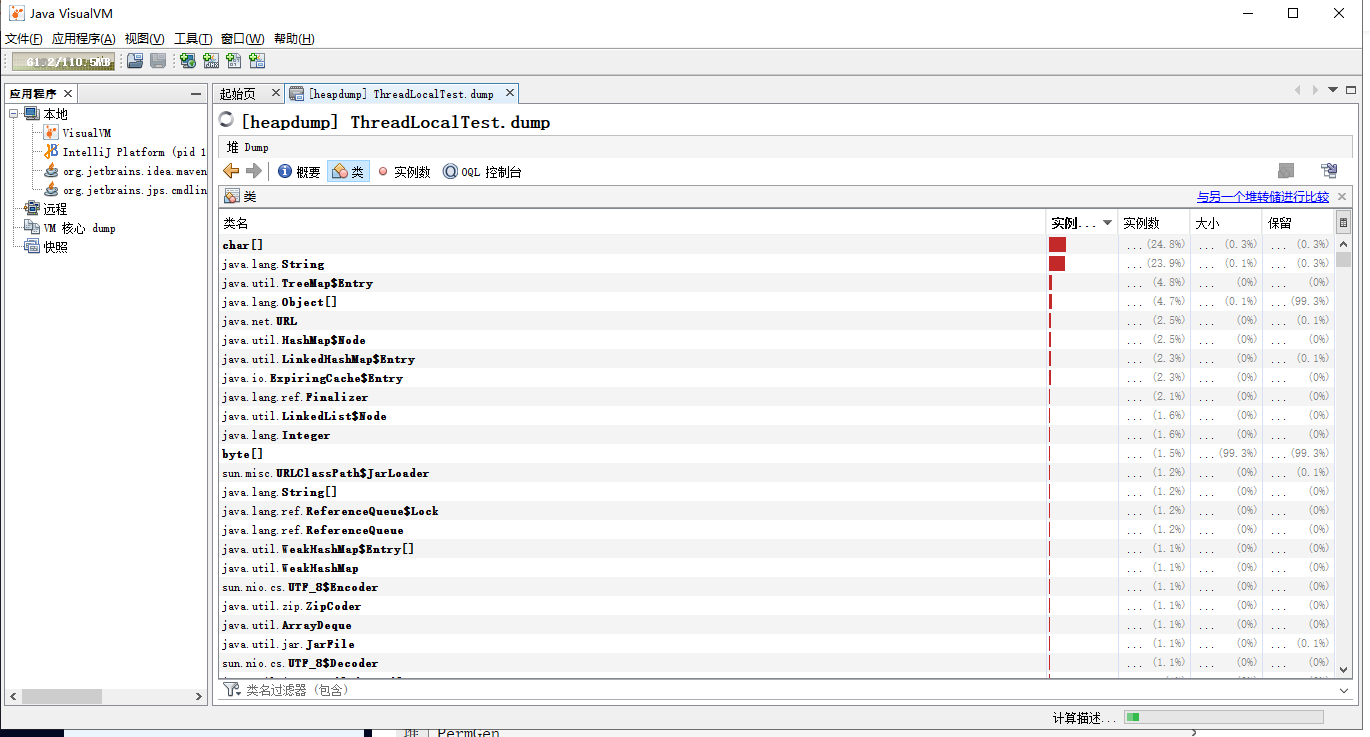 Java VisualVM
文件(F) 应用程序(A) 视图(V) 工具(T) 窗口(W) 帮助(H)
61.2/110.5MB
应用程序
本地
VisualVM
IntelliJ Platform (pid 1
org.jetbrains.idea.maven
org.jetbrains.jps.cmdlin
远程
VM 核心 dump
快照
起始页 [heapdump] ThreadLocalTest.dump
[heapdump] ThreadLocalTest.dump
堆 Dump
概要 类 实例数 OQL 控制台
类 与另一个堆转储进行比较
类名 实例... 实例数 大小 保留
char[] ... (24.8%) ... (0.3%) ... (0.3%)
java.lang.String ... (23.9%) ... (0.1%) ... (0.3%)
java.util.TreeMap$Entry ... (4.8%) ... (0%) ... (0%)
java.lang.Object[] ... (4.7%) ... (0.1%) ... (99.3%)
java.net.URL ... (2.5%) ... (0%) ... (0.1%)
java.util.HashMap$Node ... (2.5%) ... (0%) ... (0%)
java.util.LinkedHashMap$Entry ... (2.3%) ... (0%) ... (0.1%)
java.io.ExpiringCache$Entry ... (2.3%) ... (0%) ... (0%)
java.lang.ref.Finalizer ... (2.1%) ... (0%) ... (0%)
java.util.LinkedList$Node ... (1.6%) ... (0%) ... (0%)
java.lang.Integer ... (1.6%) ... (0%) ... (0%)
byte[] ... (1.5%) ... (99.3%) ... (99.3%)
sun.misc.URLClassPath$JarLoader ... (1.2%) ... (0%) ... (0.1%)
java.lang.String[] ... (1.2%) ... (0%) ... (0%)
java.lang.ref.ReferenceQueue$Lock ... (1.2%) ... (0%) ... (0%)
java.lang.ref.ReferenceQueue ... (1.2%) ... (0%) ... (0%)
java.util.WeakHashMap$Entry[] ... (1.1%) ... (0%) ... (0%)
java.util.WeakHashMap ... (1.1%) ... (0%) ... (0%)
sun.nio.cs.UTF_8$Encoder ... (1.1%) ... (0%) ... (0%)
java.util.zip.ZipCoder ... (1.1%) ... (0%) ... (0%)
java.util.ArrayDeque ... (1.1%) ... (0%) ... (0%)
java.util.jar.JarFile ... (1.1%) ... (0%) ... (0.1%)
sun.nio.cs.UTF_8$Decoder ... (1.1%) ... (0%) ... (0%)
类名过滤器 (包含)
计算描述...
堆 PermGen